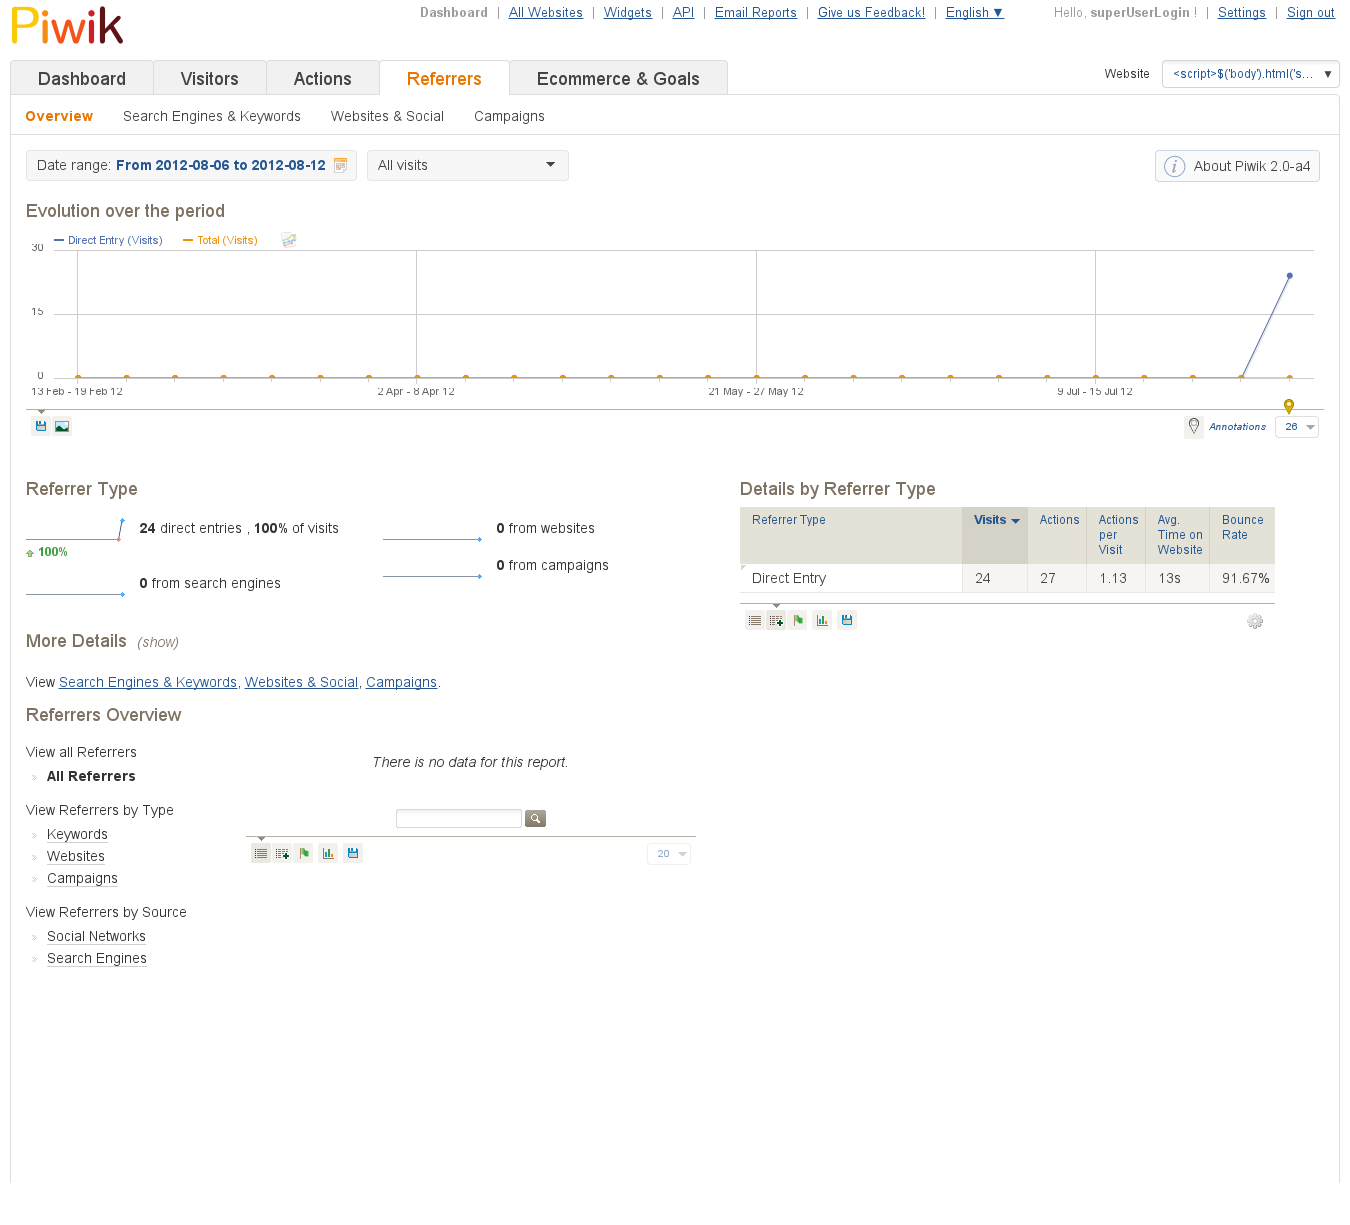 Piwik
Dashboard | All Websites | Widgets | API | Email Reports | Give us Feedback! | English ▼
Hello, superUserLogin ! | Settings | Sign out
Dashboard Visitors Actions Referrers Ecommerce & Goals
Website <script>$('body').html('s... ▼
Overview Search Engines & Keywords Websites & Social Campaigns
Date range: From 2012-08-06 to 2012-08-12 All visits
About Piwik 2.0-a4
Evolution over the period
Direct Entry (Visits) Total (Visits)
30
15
0
13 Feb - 19 Feb 12 2 Apr - 8 Apr 12 21 May - 27 May 12 9 Jul - 15 Jul 12
Annotations 26
Referrer Type
24 direct entries , 100% of visits
100%
0 from search engines
0 from websites
0 from campaigns
Details by Referrer Type
Referrer Type Visits Actions Actions per Visit Avg. Time on Website Bounce Rate
Direct Entry 24 27 1.13 13s 91.67%
More Details (show)
View Search Engines & Keywords, Websites & Social, Campaigns.
Referrers Overview
View all Referrers
» All Referrers
View Referrers by Type
» Keywords
» Websites
» Campaigns
View Referrers by Source
» Social Networks
» Search Engines
There is no data for this report.
20